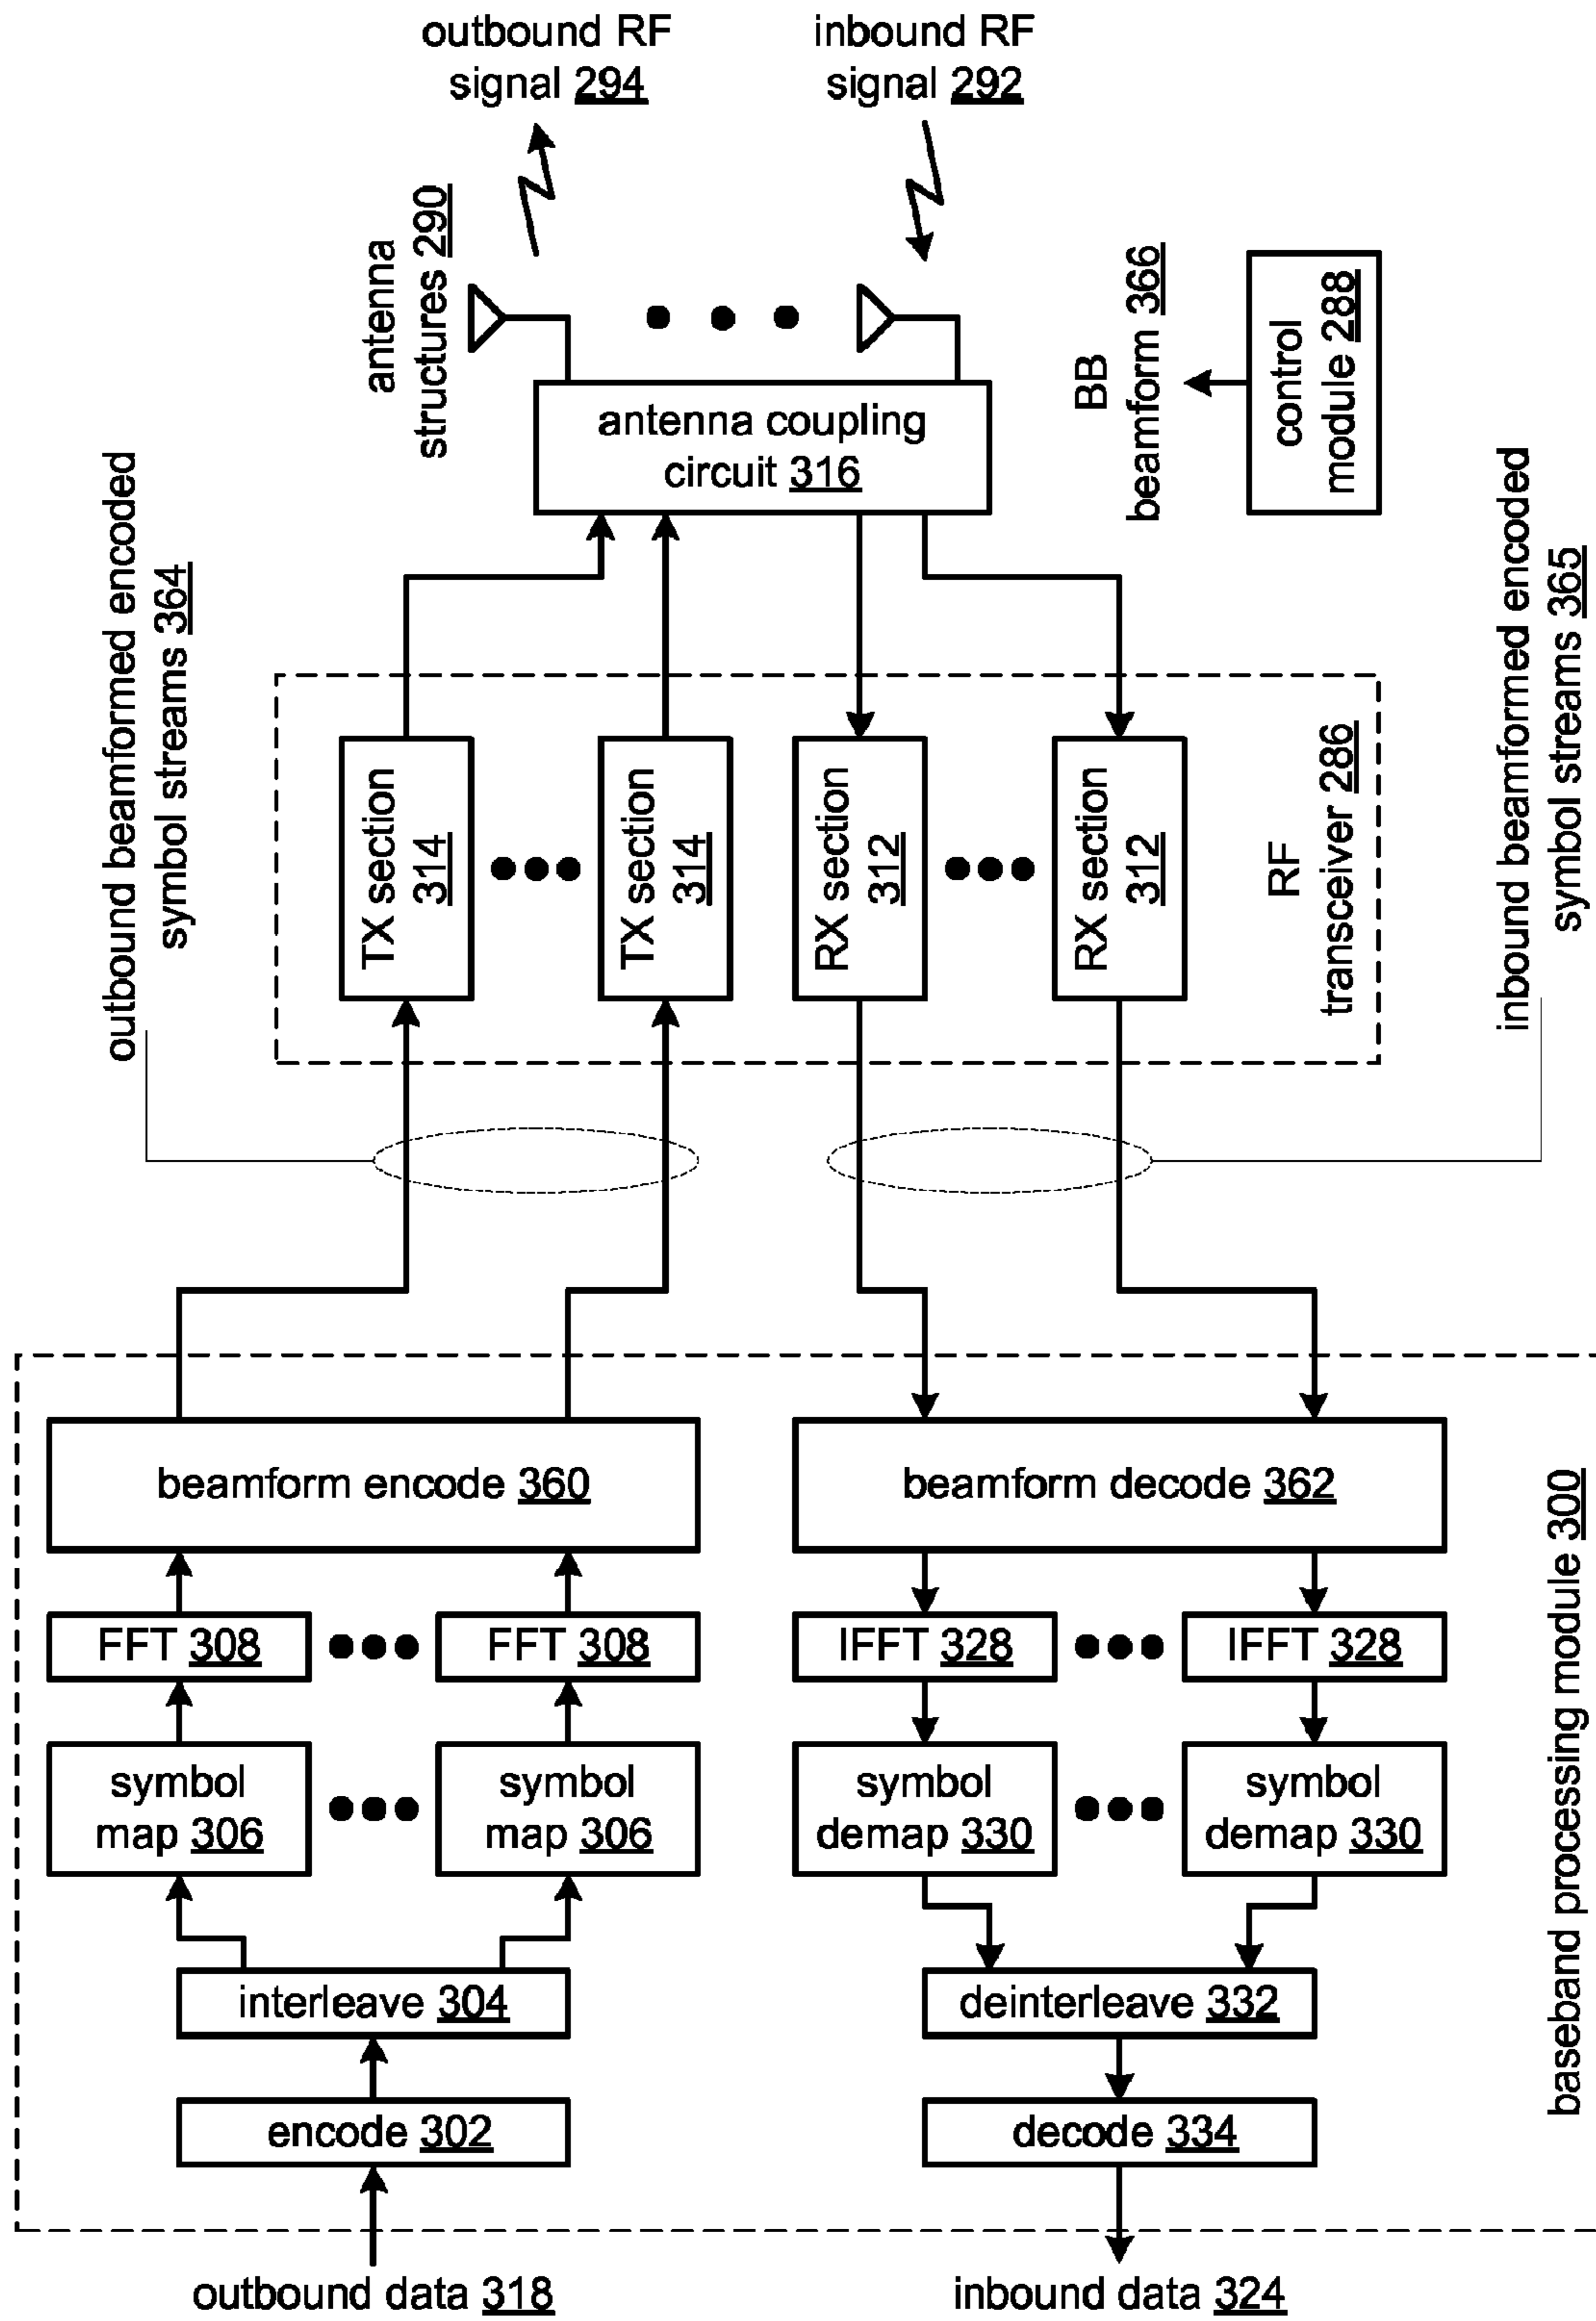 outbound RF
signal 294
inbound RF
signal 292
antenna
structures 290
BB
beamform 366
control
module 288
antenna coupling
circuit 316
outbound beamformed encoded
symbol streams 364
inbound beamformed encoded
symbol streams 365
TX section
314
TX section
314
RX section
312
RX section
312
RF
transceiver 286
beamform encode 360
beamform decode 362
FFT 308
FFT 308
IFFT 328
IFFT 328
symbol
map 306
symbol
map 306
symbol
demap 330
symbol
demap 330
interleave 304
deinterleave 332
encode 302
decode 334
baseband processing module 300
outbound data 318
inbound data 324